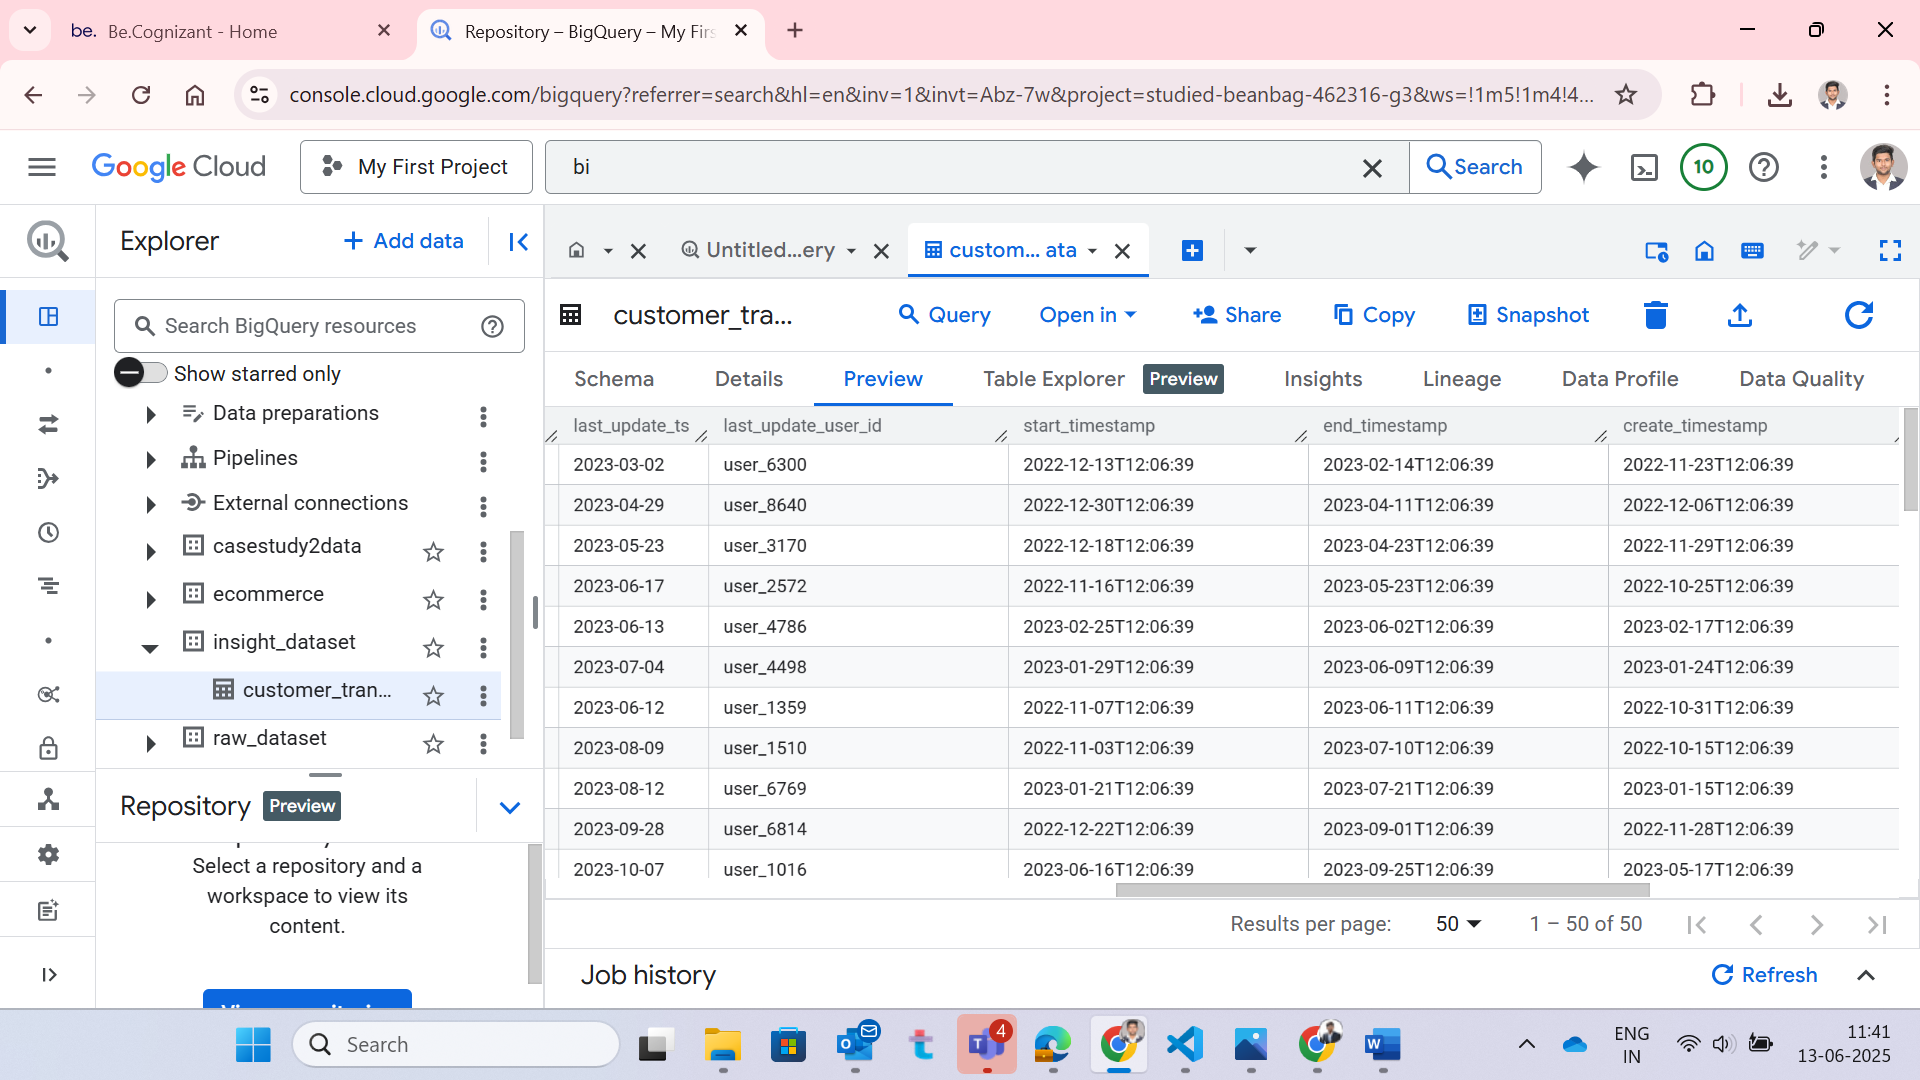 be. Be.Cognizant - Home
Repository – BigQuery – My Firs
console.cloud.google.com/bigquery?referrer=search&hl=en&inv=1&invt=Abz-7w&project=studied-beanbag-462316-g3&ws=!1m5!1m4!4...
Google Cloud
My First Project
bi
Search
10
Explorer
Add data
Untitled...ery
custom... ata
Search BigQuery resources
customer_tra...
Query
Open in
Share
Copy
Snapshot
Show starred only
Schema
Details
Preview
Table Explorer
Preview
Insights
Lineage
Data Profile
Data Quality
Data preparations
Pipelines
External connections
casestudy2data
ecommerce
insight_dataset
customer_tran...
raw_dataset
last_update_ts last_update_user_id start_timestamp end_timestamp create_timestamp
2023-03-02 user_6300 2022-12-13T12:06:39 2023-02-14T12:06:39 2022-11-23T12:06:39
2023-04-29 user_8640 2022-12-30T12:06:39 2023-04-11T12:06:39 2022-12-06T12:06:39
2023-05-23 user_3170 2022-12-18T12:06:39 2023-04-23T12:06:39 2022-11-29T12:06:39
2023-06-17 user_2572 2022-11-16T12:06:39 2023-05-23T12:06:39 2022-10-25T12:06:39
2023-06-13 user_4786 2023-02-25T12:06:39 2023-06-02T12:06:39 2023-02-17T12:06:39
2023-07-04 user_4498 2023-01-29T12:06:39 2023-06-09T12:06:39 2023-01-24T12:06:39
2023-06-12 user_1359 2022-11-07T12:06:39 2023-06-11T12:06:39 2022-10-31T12:06:39
2023-08-09 user_1510 2022-11-03T12:06:39 2023-07-10T12:06:39 2022-10-15T12:06:39
2023-08-12 user_6769 2023-01-21T12:06:39 2023-07-21T12:06:39 2023-01-15T12:06:39
2023-09-28 user_6814 2022-12-22T12:06:39 2023-09-01T12:06:39 2022-11-28T12:06:39
2023-10-07 user_1016 2023-06-16T12:06:39 2023-09-25T12:06:39 2023-05-17T12:06:39
Repository
Preview
Select a repository and a
workspace to view its
content.
Results per page:
50
1 – 50 of 50
Job history
Refresh
Search
4
ENG
IN
11:41
13-06-2025